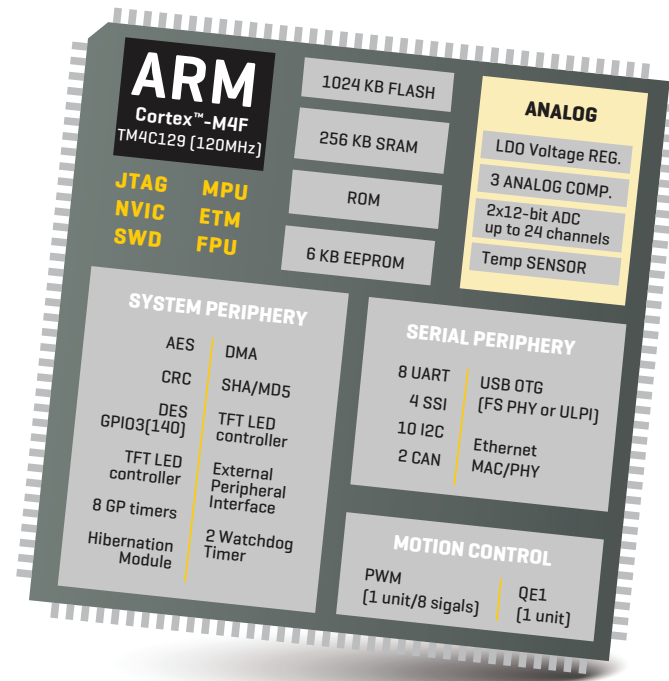 ARM
Cortex™-M4F
TM4C129 (120MHz)
JTAG MPU
NVIC ETM
SWD FPU
1024 KB FLASH
256 KB SRAM
ROM
6 KB EEPROM
ANALOG
LDO Voltage REG.
3 ANALOG COMP.
2x12-bit ADC
up to 24 channels
Temp SENSOR
SYSTEM PERIPHERY
AES
CRC
DES
GPIO3(140)
TFT LED
controller
8 GP timers
Hibernation
Module
DMA
SHA/MD5
TFT LED
controller
External
Peripheral
Interface
2 Watchdog
Timer
SERIAL PERIPHERY
8 UART
4 SSI
10 I2C
2 CAN
USB OTG
(FS PHY or ULPI)
Ethernet
MAC/PHY
MOTION CONTROL
PWM
(1 unit/8 sigals)
QE1
(1 unit)